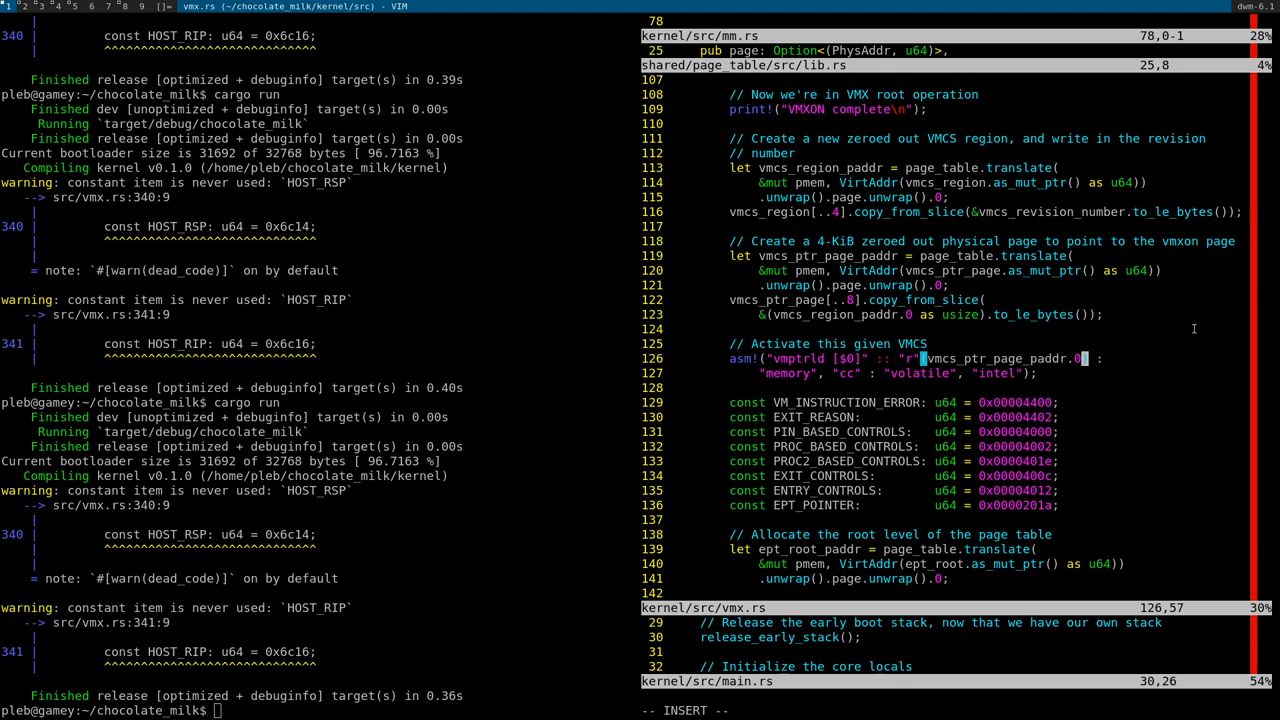 1 2 3 4 5 6 7 8 9 []= vmx.rs (~/chocolate_milk/kernel/src) - VIM dwm-6.1
|
340 | const HOST_RIP: u64 = 0x6c16;
| ^^^^^^^^^^^^^^^^^^^^^^^^^^^^^
Finished release [optimized + debuginfo] target(s) in 0.39s
pleb@gamey:~/chocolate_milk$ cargo run
Finished dev [unoptimized + debuginfo] target(s) in 0.00s
Running `target/debug/chocolate_milk`
Finished release [optimized + debuginfo] target(s) in 0.00s
Current bootloader size is 31692 of 32768 bytes [ 96.7163 %]
Compiling kernel v0.1.0 (/home/pleb/chocolate_milk/kernel)
warning: constant item is never used: `HOST_RSP`
--> src/vmx.rs:340:9
|
340 | const HOST_RSP: u64 = 0x6c14;
| ^^^^^^^^^^^^^^^^^^^^^^^^^^^^^
|
= note: `#[warn(dead_code)]` on by default
warning: constant item is never used: `HOST_RIP`
--> src/vmx.rs:341:9
|
341 | const HOST_RIP: u64 = 0x6c16;
| ^^^^^^^^^^^^^^^^^^^^^^^^^^^^^
Finished release [optimized + debuginfo] target(s) in 0.40s
pleb@gamey:~/chocolate_milk$ cargo run
Finished dev [unoptimized + debuginfo] target(s) in 0.00s
Running `target/debug/chocolate_milk`
Finished release [optimized + debuginfo] target(s) in 0.00s
Current bootloader size is 31692 of 32768 bytes [ 96.7163 %]
Compiling kernel v0.1.0 (/home/pleb/chocolate_milk/kernel)
warning: constant item is never used: `HOST_RSP`
--> src/vmx.rs:340:9
|
340 | const HOST_RSP: u64 = 0x6c14;
| ^^^^^^^^^^^^^^^^^^^^^^^^^^^^^
|
= note: `#[warn(dead_code)]` on by default
warning: constant item is never used: `HOST_RIP`
--> src/vmx.rs:341:9
|
341 | const HOST_RIP: u64 = 0x6c16;
| ^^^^^^^^^^^^^^^^^^^^^^^^^^^^^
Finished release [optimized + debuginfo] target(s) in 0.36s
pleb@gamey:~/chocolate_milk$
78
kernel/src/mm.rs 78,0-1 28%
25 pub page: Option<(PhysAddr, u64)>,
shared/page_table/src/lib.rs 25,8 4%
107
108 // Now we're in VMX root operation
109 print!("VMXON complete\n");
110
111 // Create a new zeroed out VMCS region, and write in the revision
112 // number
113 let vmcs_region_paddr = page_table.translate(
114 &mut pmem, VirtAddr(vmcs_region.as_mut_ptr() as u64))
115 .unwrap().page.unwrap().0;
116 vmcs_region[..4].copy_from_slice(&vmcs_revision_number.to_le_bytes());
117
118 // Create a 4-KiB zeroed out physical page to point to the vmxon page
119 let vmcs_ptr_page_paddr = page_table.translate(
120 &mut pmem, VirtAddr(vmcs_ptr_page.as_mut_ptr() as u64))
121 .unwrap().page.unwrap().0;
122 vmcs_ptr_page[..8].copy_from_slice(
123 &(vmcs_region_paddr.0 as usize).to_le_bytes());
124
125 // Activate this given VMCS
126 asm!("vmptrld [$0]" :: "r"(vmcs_ptr_page_paddr.0) :
127 "memory", "cc" : "volatile", "intel");
128
129 const VM_INSTRUCTION_ERROR: u64 = 0x00004400;
130 const EXIT_REASON: u64 = 0x00004402;
131 const PIN_BASED_CONTROLS: u64 = 0x00004000;
132 const PROC_BASED_CONTROLS: u64 = 0x00004002;
133 const PROC2_BASED_CONTROLS: u64 = 0x0000401e;
134 const EXIT_CONTROLS: u64 = 0x0000400c;
135 const ENTRY_CONTROLS: u64 = 0x00004012;
136 const EPT_POINTER: u64 = 0x0000201a;
137
138 // Allocate the root level of the page table
139 let ept_root_paddr = page_table.translate(
140 &mut pmem, VirtAddr(ept_root.as_mut_ptr() as u64))
141 .unwrap().page.unwrap().0;
142
kernel/src/vmx.rs 126,57 30%
29 // Release the early boot stack, now that we have our own stack
30 release_early_stack();
31
32 // Initialize the core locals
kernel/src/main.rs 30,26 54%
-- INSERT --